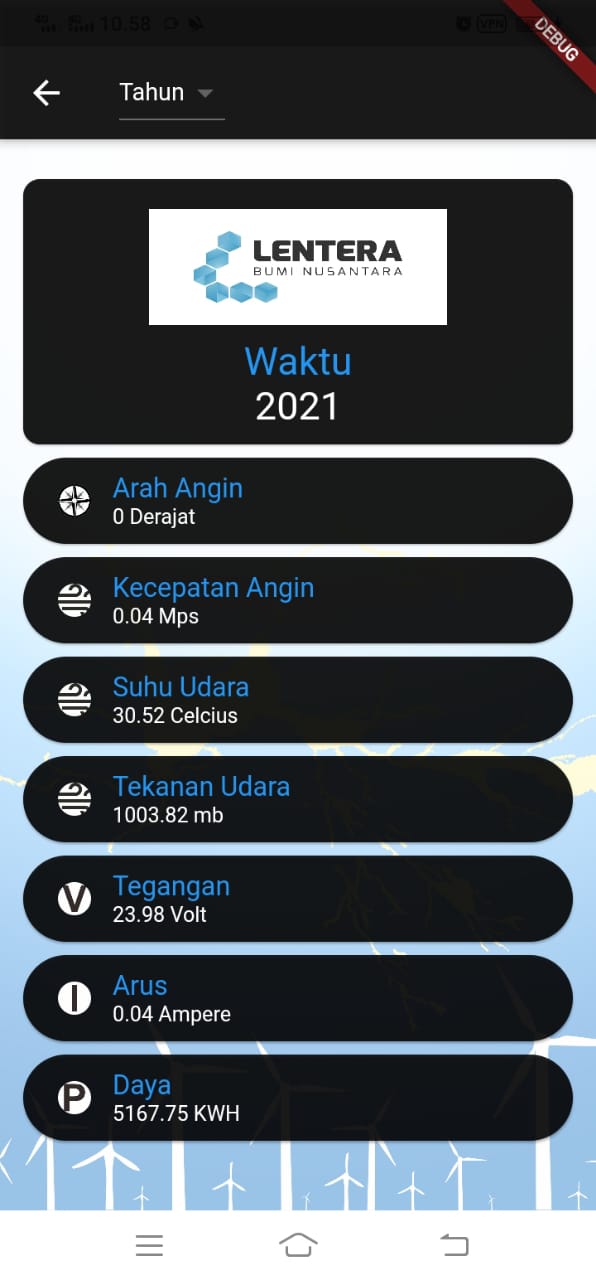 10.58
VPN
DEBUG
Tahun
LENTERA
BUMI NUSANTARA
Waktu
2021
Arah Angin
0 Derajat
Kecepatan Angin
0.04 Mps
Suhu Udara
30.52 Celcius
Tekanan Udara
1003.82 mb
V
Tegangan
23.98 Volt
I
Arus
0.04 Ampere
P
Daya
5167.75 KWH